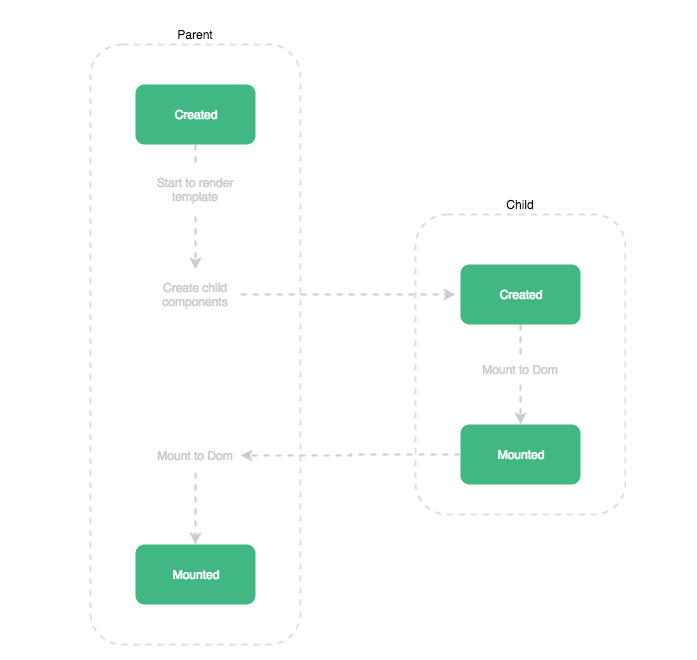 Parent
Created
Start to render
template
Create child
components
Child
Created
Mount to Dom
Mounted
Mount to Dom
Mounted